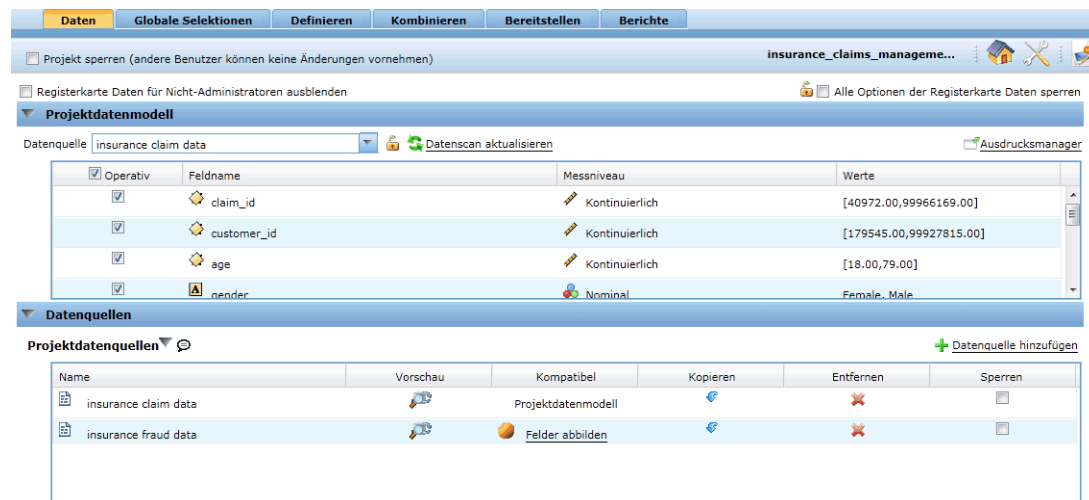 Daten Globale Selektionen Definieren Kombinieren Bereitstellen Berichte
Projekt sperren (andere Benutzer können keine Änderungen vornehmen) insurance_claims_manageme...
Registerkarte Daten für Nicht-Administratoren ausblenden Alle Optionen der Registerkarte Daten sperren
Projektdatenmodell
Datenquelle insurance claim data Datenscan aktualisieren Ausdrucksmanager
Operativ Feldname Messniveau Werte
claim_id Kontinuierlich [40972.00,99966169.00]
customer_id Kontinuierlich [179545.00,99927815.00]
age Kontinuierlich [18.00,79.00]
A gender Nominal Female, Male
Datenquellen
Projektdatenquellen Datenquelle hinzufügen
Name Vorschau Kompatibel Kopieren Entfernen Sperren
insurance claim data Projektdatenmodell
insurance fraud data Felder abbilden